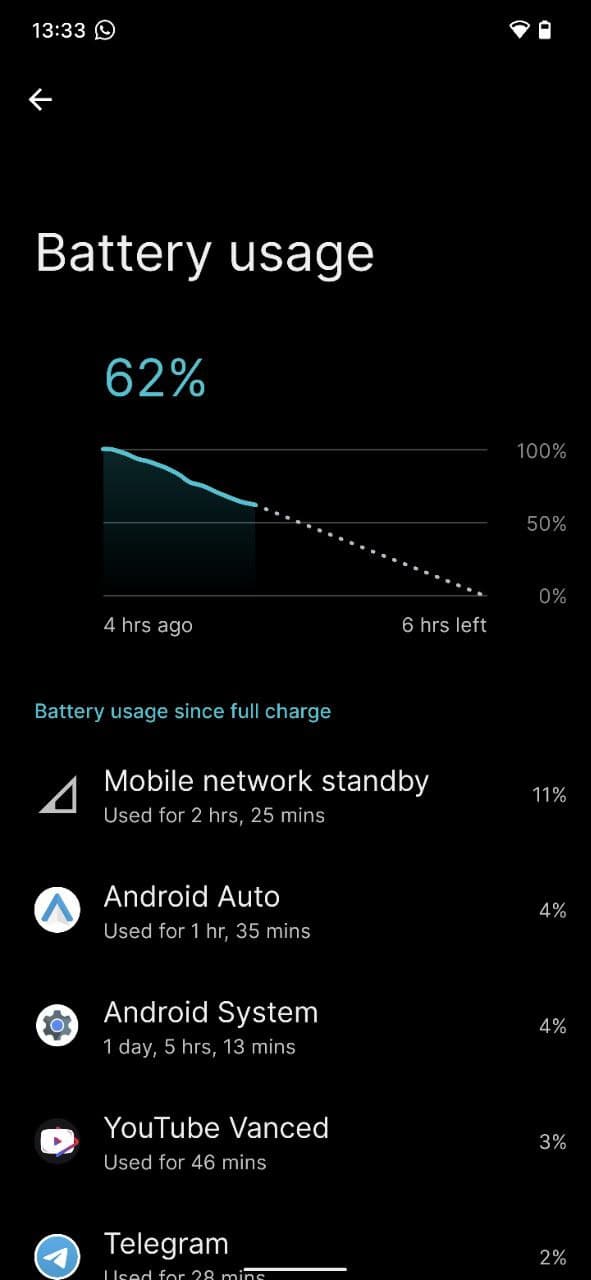 13:33
Battery usage
62%
100%
50%
0%
4 hrs ago
6 hrs left
Battery usage since full charge
Mobile network standby
11%
Used for 2 hrs, 25 mins
Android Auto
4%
Used for 1 hr, 35 mins
Android System
4%
1 day, 5 hrs, 13 mins
YouTube Vanced
3%
Used for 46 mins
Telegram
2%
Used for 28 mins